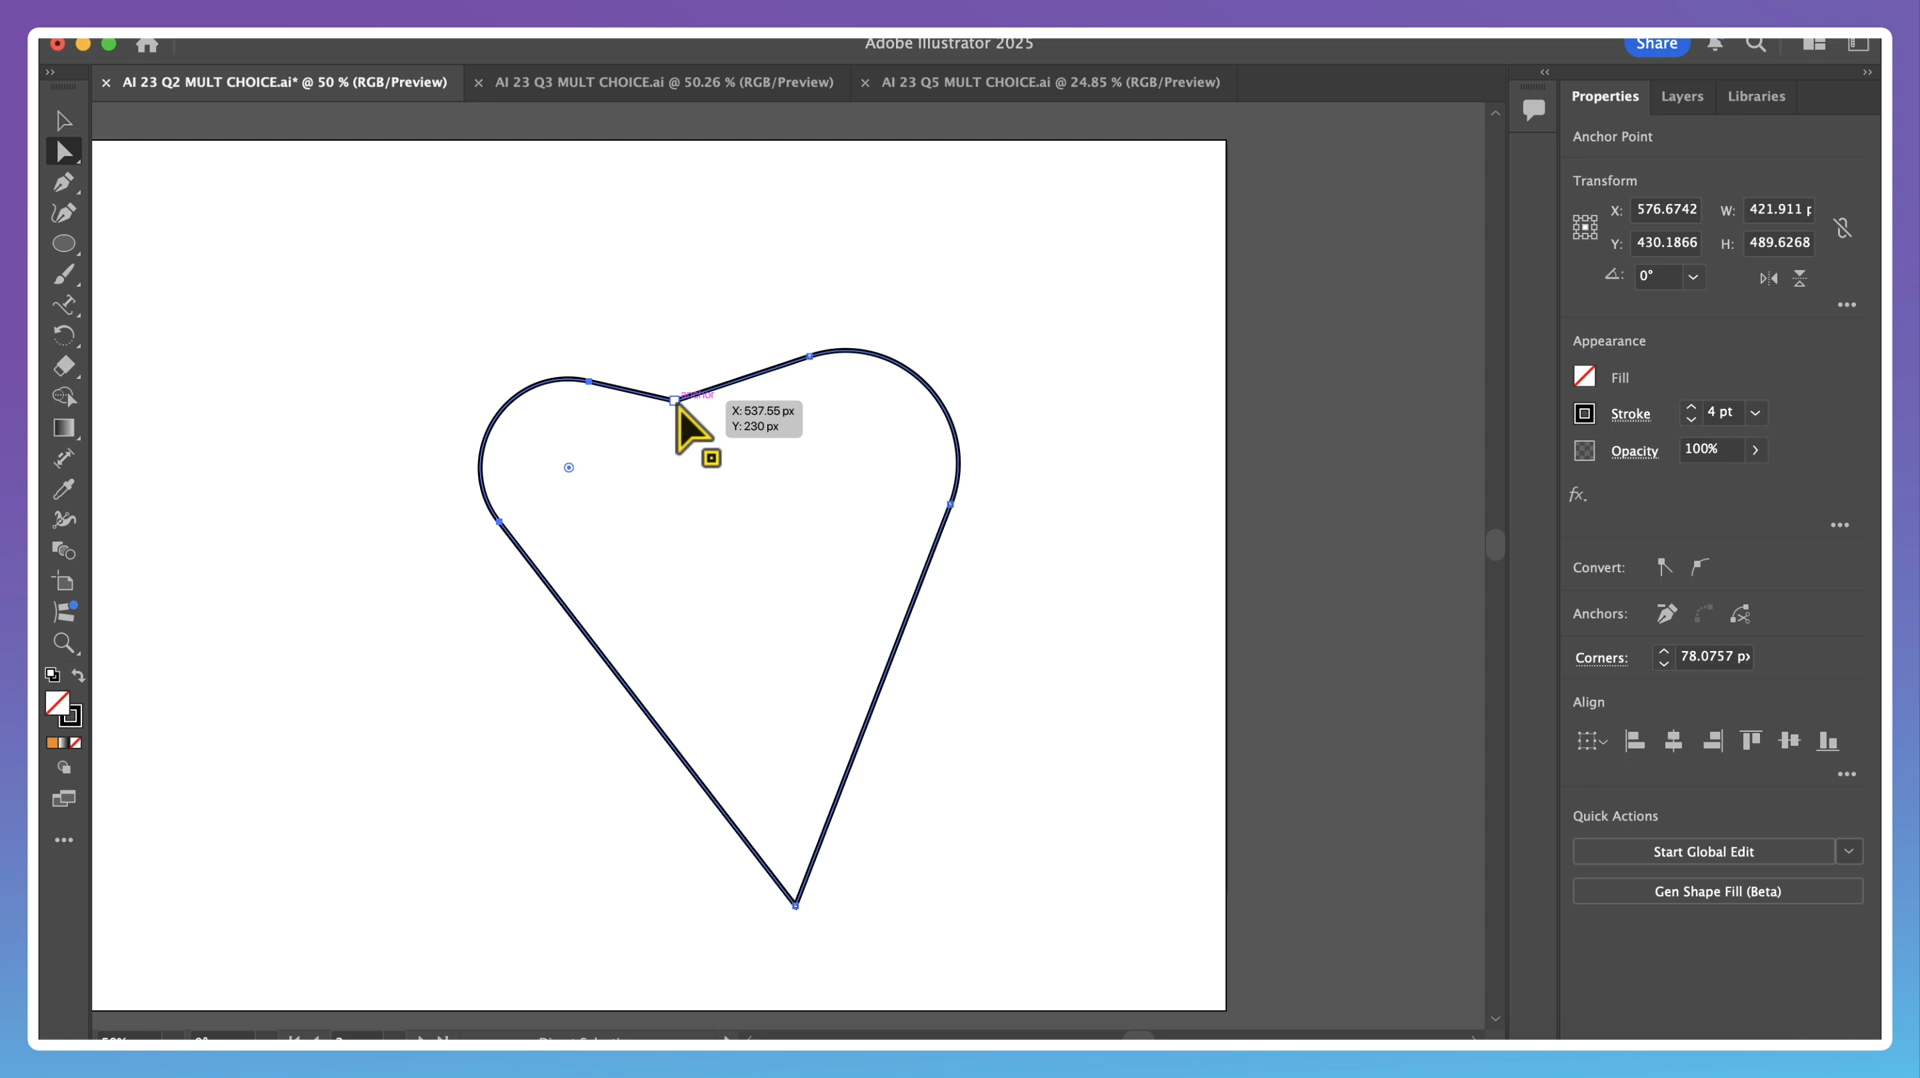 Adobe Illustrator 2025
Share
AI 23 Q2 MULT CHOICE.ai* @ 50 % (RGB/Preview)
AI 23 Q3 MULT CHOICE.ai @ 50.26 % (RGB/Preview)
AI 23 Q5 MULT CHOICE.ai @ 24.85 % (RGB/Preview)
anchor
X: 537.55 px
Y: 230 px
Properties
Layers
Libraries
Anchor Point
Transform
X: 576.6742
W: 421.911 p
Y: 430.1866
H: 489.6268
0°
Appearance
Fill
Stroke
4 pt
Opacity
100%
fx.
Convert:
Anchors:
Corners:
78.0757 px
Align
Quick Actions
Start Global Edit
Gen Shape Fill (Beta)